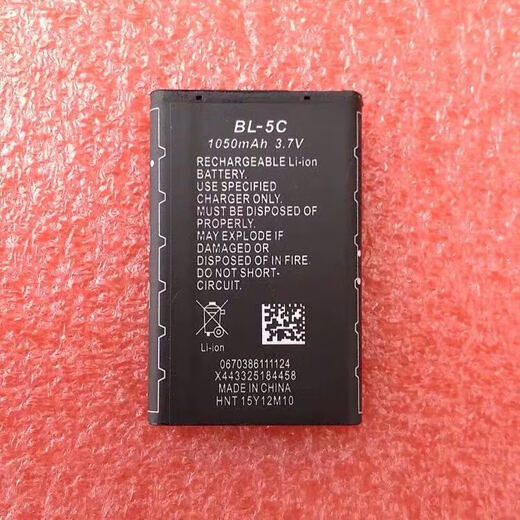 BL-5C
1050mAh 3.7V
RECHARGEABLE Li-ion
BATTERY.
USE SPECIFIED
CHARGER ONLY.
MUST BE DISPOSED OF
PROPERLY.
MAY EXPLODE IF
DAMAGED OR
DISPOSED OF IN FIRE.
DO NOT SHORT-
CIRCUIT.
Li-ion
0670386111124
X443325184458
MADE IN CHINA
HNT 15Y12M10